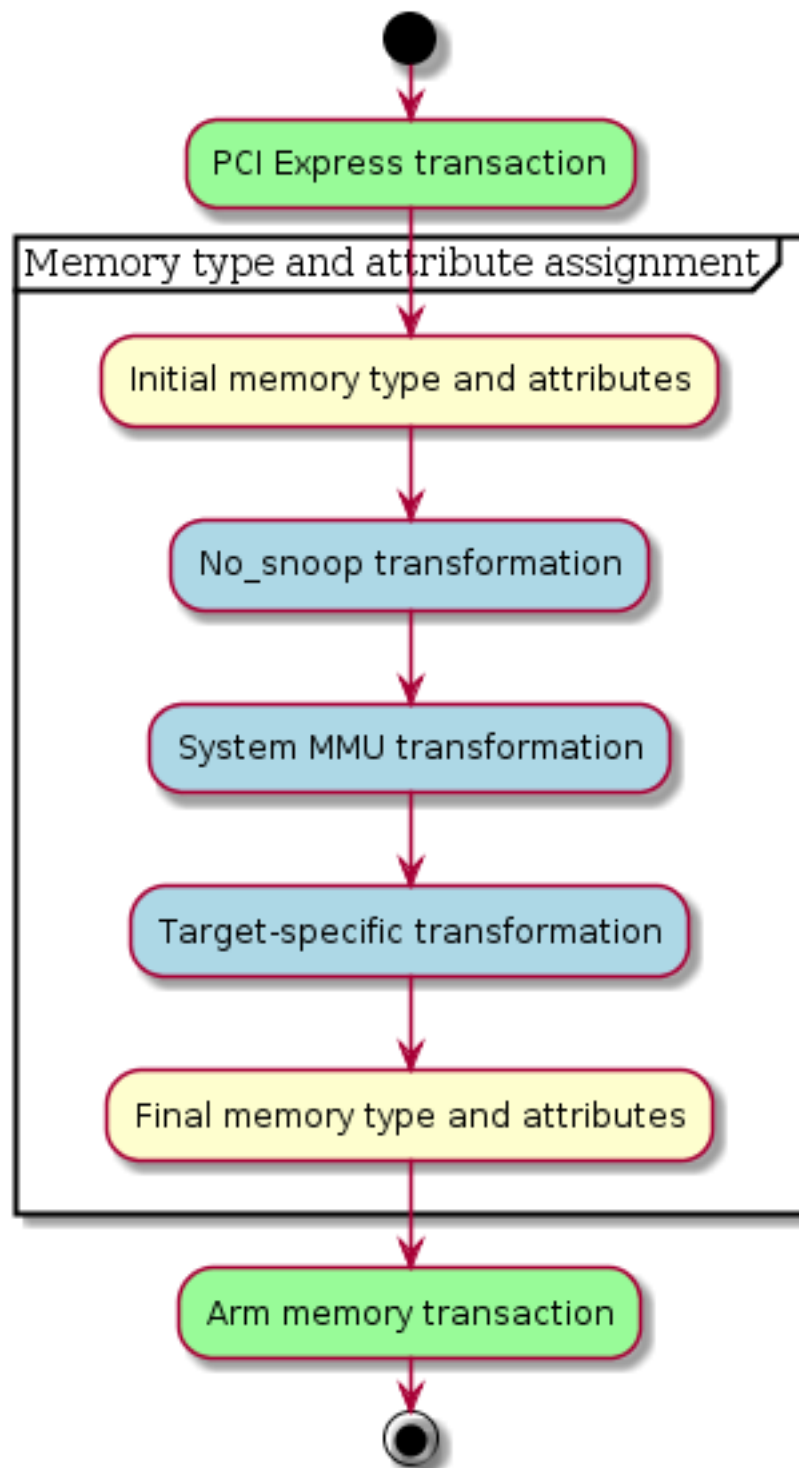 PCI Express transaction
Memory type and attribute assignment
Initial memory type and attributes
No_snoop transformation
System MMU transformation
Target-specific transformation
Final memory type and attributes
Arm memory transaction